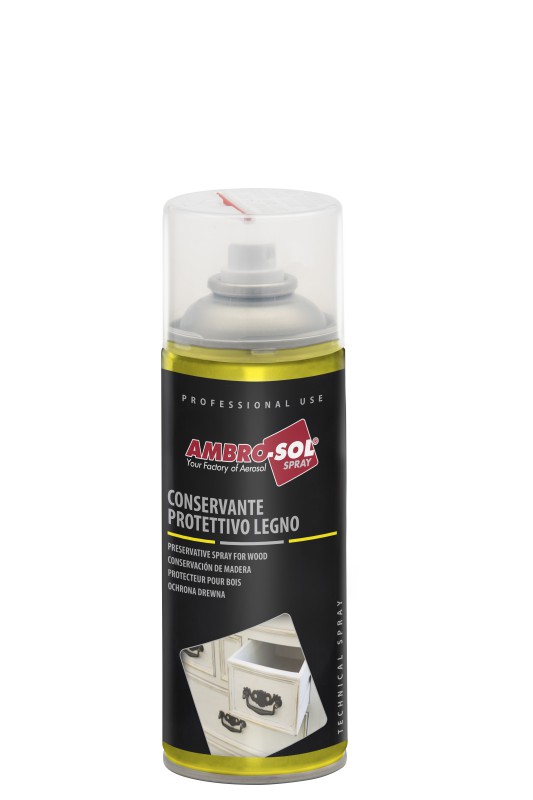 PROFESSIONAL USE
AMBRO-SOL®
Your Factory of Aerosol SPRAY
CONSERVANTE
PROTETTIVO LEGNO
PRESERVATIVE SPRAY FOR WOOD
CONSERVACIÓN DE MADERA
PROTECTEUR POUR BOIS
OCHRONA DREWNA
TECHNICAL SPRAY